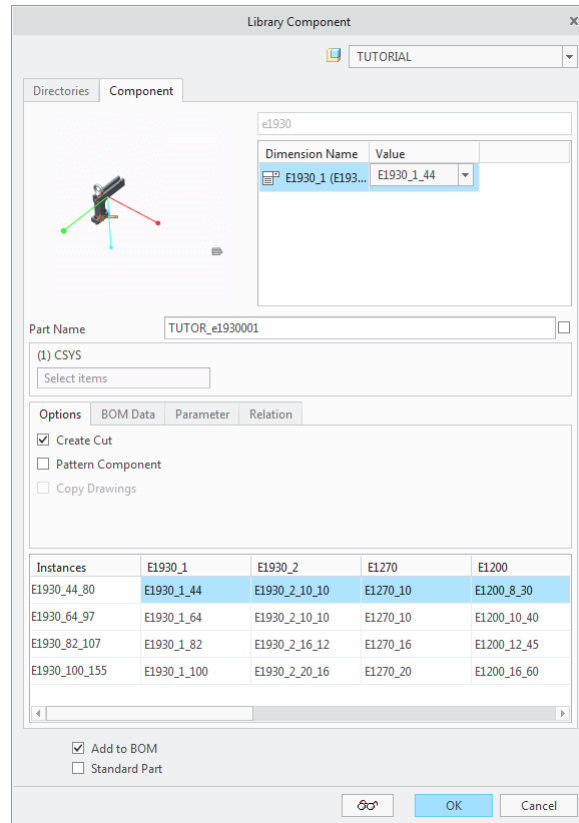 Library Component x
TUTORIAL
Directories Component
e1930
Dimension Name Value
E1930_1 (E193... E1930_1_44
Part Name TUTOR_e1930001
(1) CSYS
Select items
Options BOM Data Parameter Relation
Create Cut
Pattern Component
Copy Drawings
Instances E1930_1 E1930_2 E1270 E1200
E1930_44_80 E1930_1_44 E1930_2_10_10 E1270_10 E1200_8_30
E1930_64_97 E1930_1_64 E1930_2_10_10 E1270_10 E1200_10_40
E1930_82_107 E1930_1_82 E1930_2_16_12 E1270_16 E1200_12_45
E1930_100_155 E1930_1_100 E1930_2_20_16 E1270_20 E1200_16_60
Add to BOM
Standard Part
OK Cancel